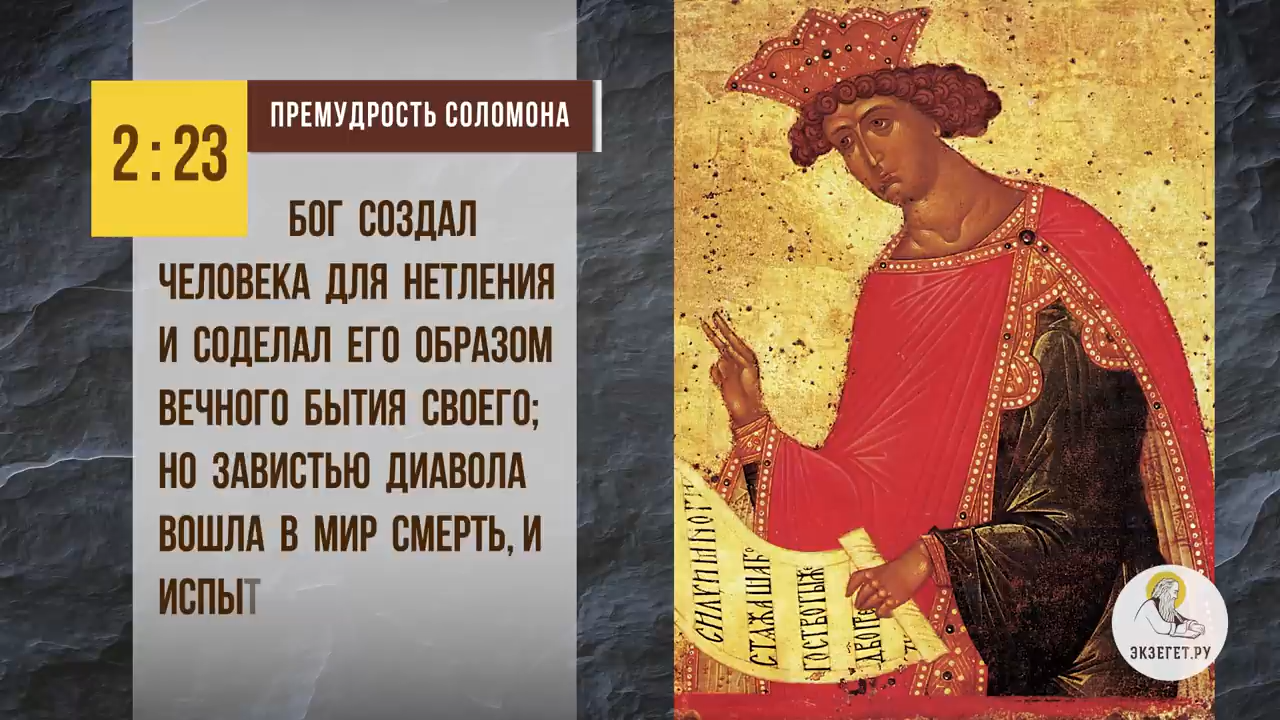 2:23
ПРЕМУДРОСТЬ СОЛОМОНА
БОГ СОЗДАЛ
ЧЕЛОВЕКА ДЛЯ НЕТЛЕНИЯ
И СОДЕЛАЛ ЕГО ОБРАЗОМ
ВЕЧНОГО БЫТИЯ СВОЕГО;
НО ЗАВИСТЬЮ ДИАВОЛА
ВОШЛА В МИР СМЕРТЬ, И
ИСПЫТ
ЭКЗЕГЕТ.РУ